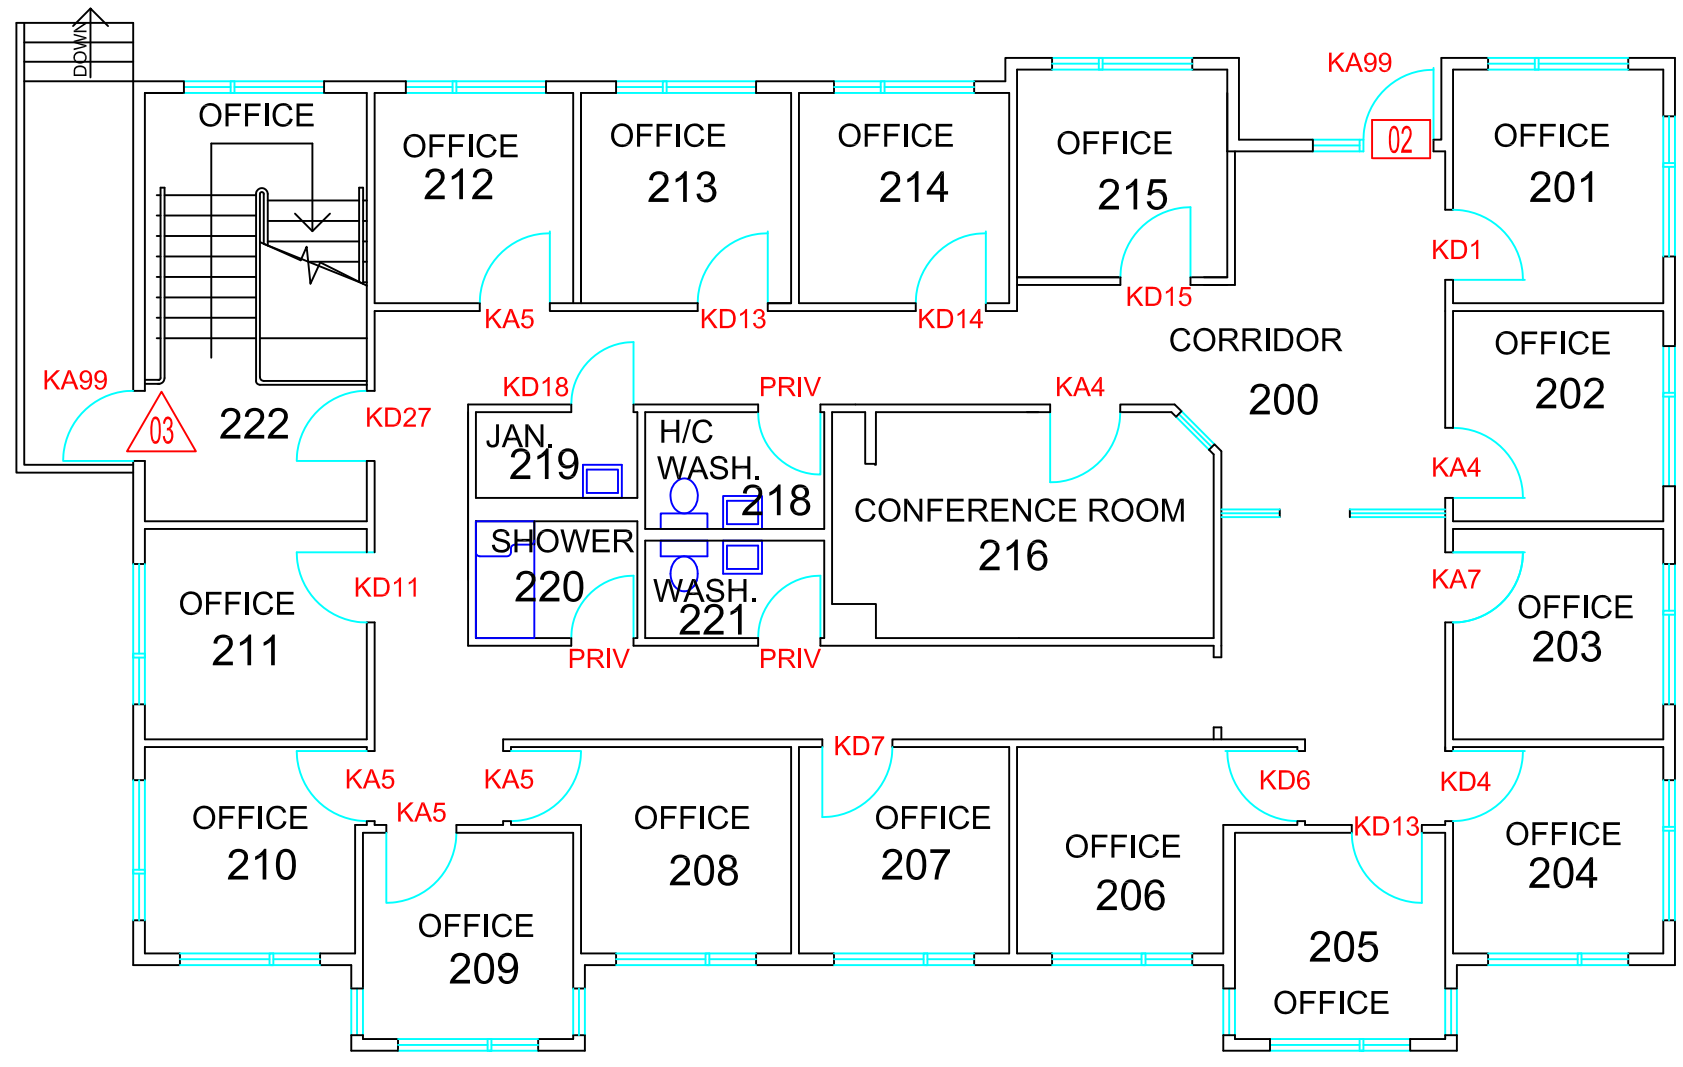 DOWN
KA99
OFFICE
OFFICE
212
OFFICE
213
OFFICE
214
OFFICE
215
02
OFFICE
201
KD1
KA5
KD13
KD14
KD15
CORRIDOR
200
OFFICE
202
KA99
03
222
KD27
KD18
PRIV
KA4
JAN.
219
H/C
WASH.
218
CONFERENCE ROOM
216
KA4
SHOWER
220
WASH.
221
KD11
OFFICE
211
KA7
OFFICE
203
PRIV
PRIV
KA5
KA5
KA5
KD7
KD6
KD4
KD13
OFFICE
210
OFFICE
209
OFFICE
208
OFFICE
207
OFFICE
206
205
OFFICE
OFFICE
204